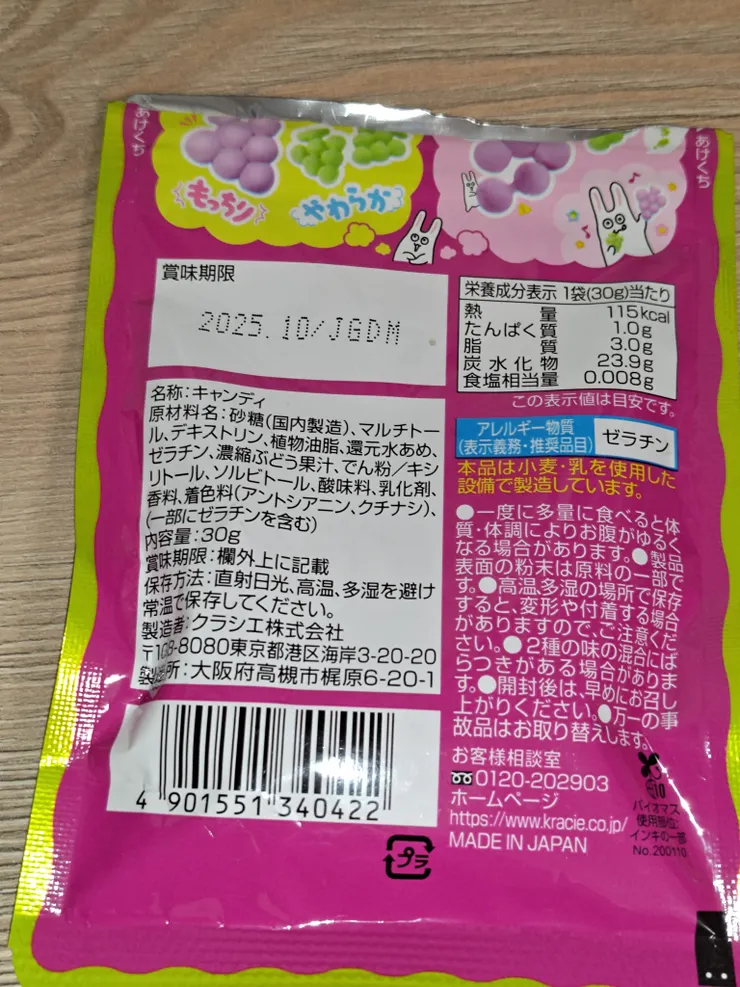 あけくち
あけくち
もっちり
やわらか
賞味期限
2025.10/JGDM
栄養成分表示 1袋(30g)当たり
熱量 115kcal
たんぱく質 1.0g
脂質 3.0g
炭水化物 23.9g
食塩相当量 0.008g
この表示値は目安です。
アレルギー物質
(表示義務・推奨品目)
ゼラチン
本品は小麦・乳を使用した
設備で製造しています。
名称:キャンディ
原材料名:砂糖(国内製造)、マルチトー
ル、デキストリン、植物油脂、還元水あめ、
ゼラチン、濃縮ぶどう果汁、でん粉/キシ
リトール、ソルビトール、酸味料、乳化剤、
香料、着色料(アントシアニン、クチナシ)、
(一部にゼラチンを含む)
内容量:30g
賞味期限:欄外上に記載
保存方法:直射日光、高温、多湿を避け
常温で保存してください。
製造者:クラシエ株式会社
〒108-8080東京都港区海岸3-20-20
製造所:大阪府高槻市梶原6-20-1
●一度に多量に食べると体
質・体調によりお腹がゆるく
なる場合があります。●製品
表面の粉末は原料の一部で
す。●高温、多湿の場所で保存
すると、変形や付着する場合
がありますので、ご注意くだ
さい。●2種の味の混合にば
らつきがある場合がありま
す。●開封後は、早めにお召し
上がりください。●万一の事
故品はお取り替えします。
お客様相談室
0120-202903
ホームページ
https://www.kracie.co.jp/
MADE IN JAPAN
4 901551 340422
プラ
10
バイオマス
使用部位:
インキの一部
No.200110